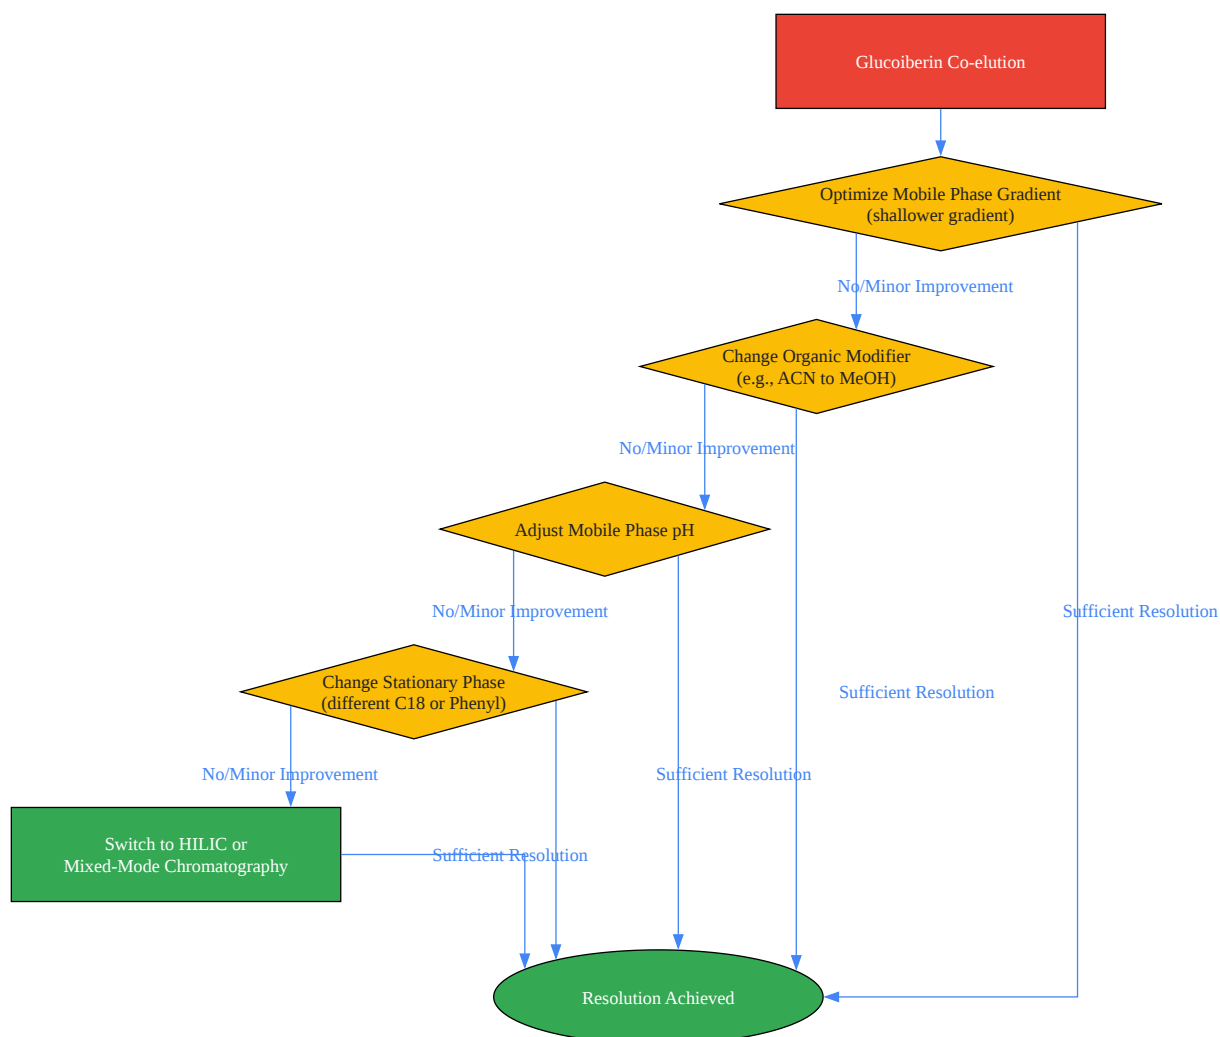 Glucoiberin Co-elution
Optimize Mobile Phase Gradient
(shallower gradient)
No/Minor Improvement
Change Organic Modifier
(e.g., ACN to MeOH)
No/Minor Improvement
Adjust Mobile Phase pH
No/Minor Improvement
Sufficient Resolution
Change Stationary Phase
(different C18 or Phenyl)
Sufficient Resolution
No/Minor Improvement
Sufficient Resolution
Switch to HILIC or
Mixed-Mode Chromatography
Sufficient Resolution
Resolution Achieved